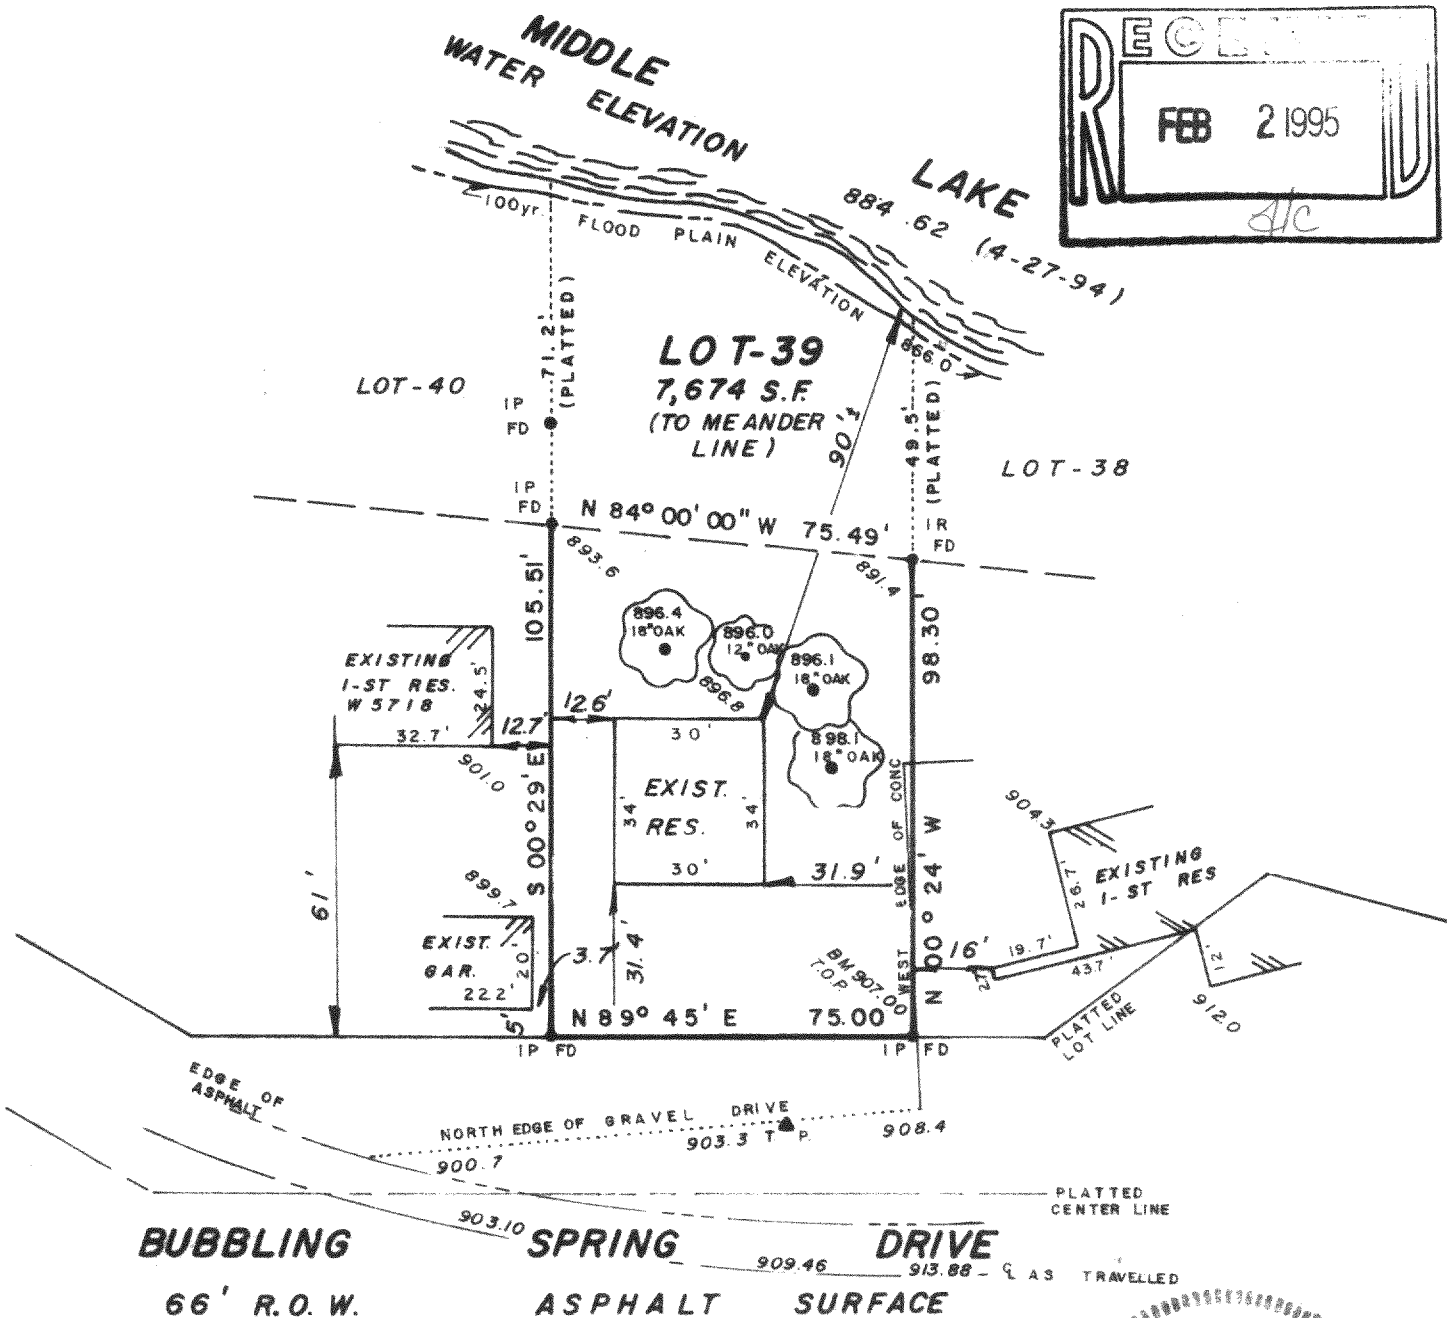 MIDDLE
WATER ELEVATION
LAKE
884.62 (4-27-94)
RECEIVED
FEB 2 1995
100yr. FLOOD PLAIN ELEVATION
866.0
LOT-39
7,674 S.F.
(TO MEANDER
LINE)
LOT-40
71.2'
(PLATTED)
IP
FD
90'±
49.5'
(PLATTED)
LOT-38
IP
FD
N 84° 00' 00" W 75.49'
IR
FD
893.6
891.4
105.51'
S 00° 29' E
98.30'
N 00° 24' W
896.4
18" OAK
896.0
12" OAK
896.1
18" OAK
896.8
898.1
18" OAK
EXISTING
1-ST RES.
W 5718
24.5'
32.7'
12.7'
12.6'
901.0
30'
EXIST.
RES.
34'
34'
30'
31.9'
WEST EDGE OF CONC
904.3
EXISTING
1-ST RES
26.7'
61'
899.7
EXIST.
GAR.
20'
22.2'
3.7'
31.4'
5'
BM 907.00
T.O.P.
16'
19.7'
43.7'
12'
912.0
N 89° 45' E 75.00'
IP FD
IP FD
PLATTED
LOT LINE
EDGE OF
ASPHALT
NORTH EDGE OF GRAVEL DRIVE
900.7
903.3 T.P.
908.4
PLATTED
CENTER LINE
903.10
BUBBLING SPRING DRIVE
909.46
913.88 - ℄ AS TRAVELLED
66' R.O.W. ASPHALT SURFACE